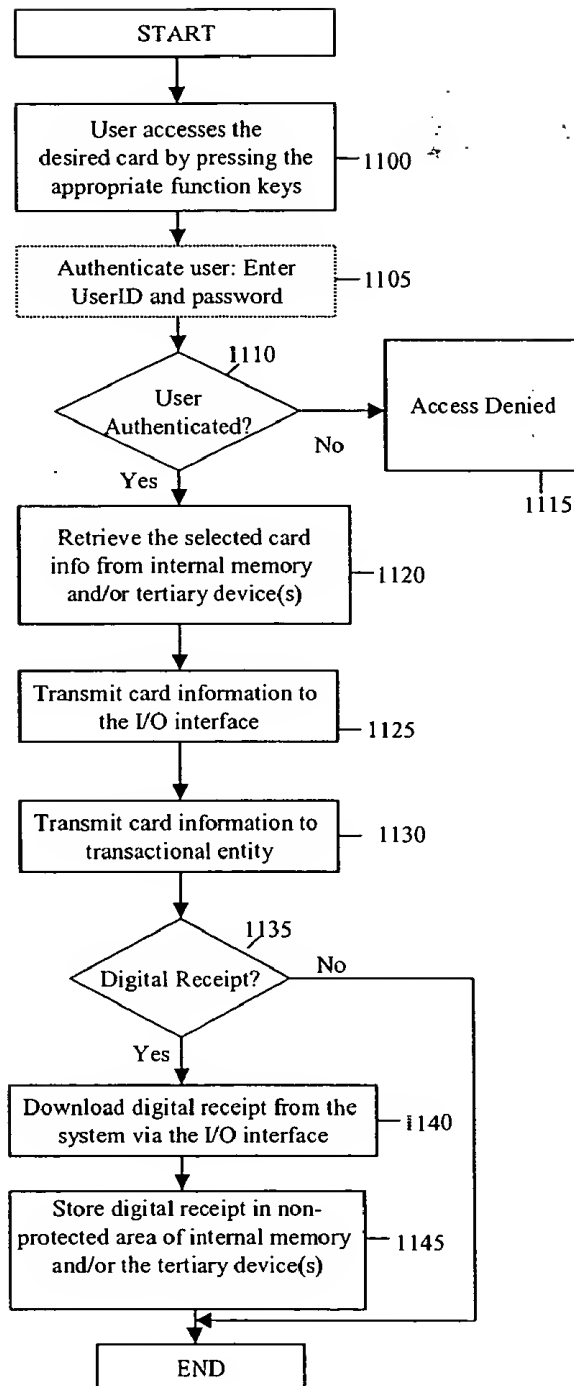 START
User accesses the
desired card by pressing the
appropriate function keys
1100
Authenticate user: Enter
UserID and password
1105
1110
User
Authenticated?
No
Yes
Access Denied
1115
Retrieve the selected card
info from internal memory
and/or tertiary device(s)
1120
Transmit card information to
the I/O interface
1125
Transmit card information to
transactional entity
1130
1135
Digital Receipt?
No
Yes
Download digital receipt from the
system via the I/O interface
1140
Store digital receipt in non-
protected area of internal memory
and/or the tertiary device(s)
1145
END